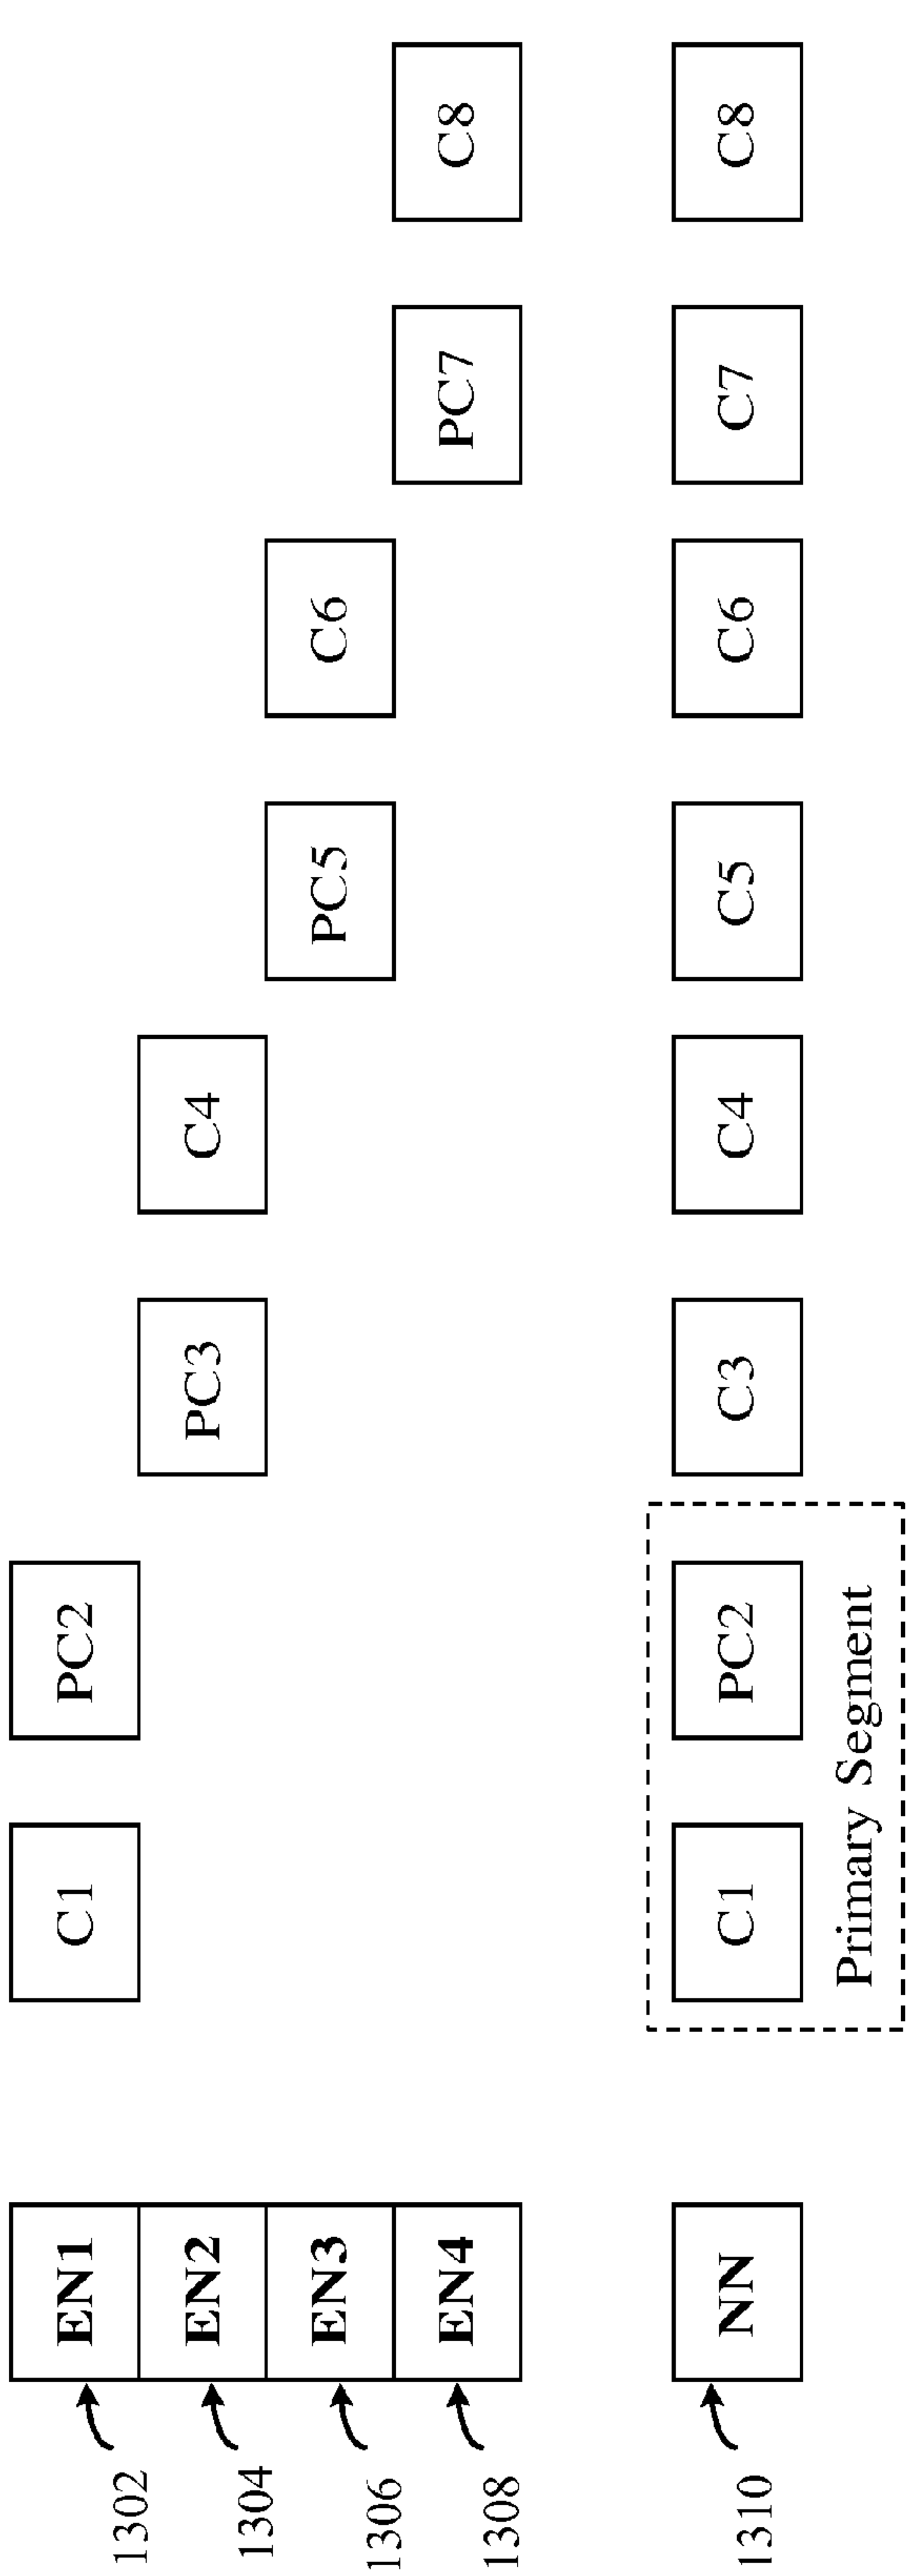 1302 EN1 C1 PC2
1304 EN2 PC3 C4
1306 EN3 PC5 C6
1308 EN4 PC7 C8
1310 NN C1 PC2 C3 C4 C5 C6 C7 C8
Primary Segment